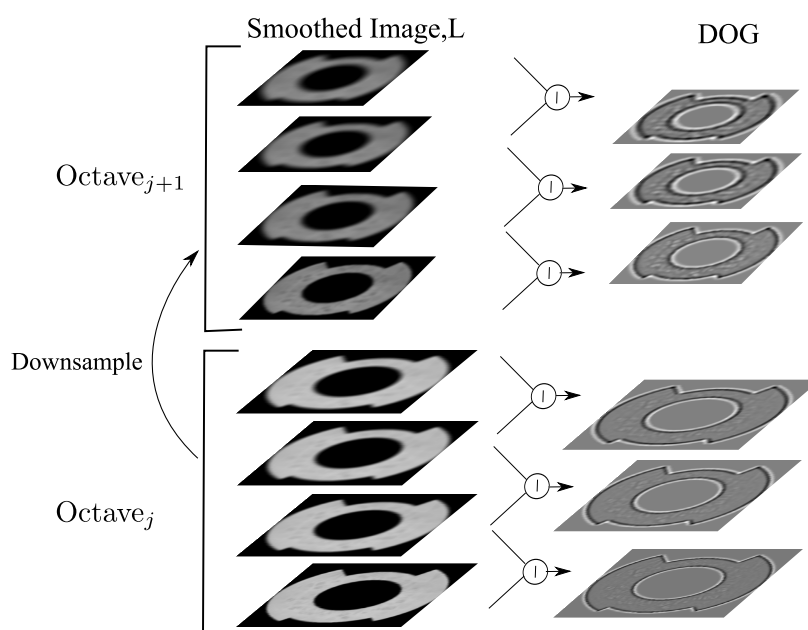 Smoothed Image,L
DOG
Octave_{j+1}
Downsample
Octave_j